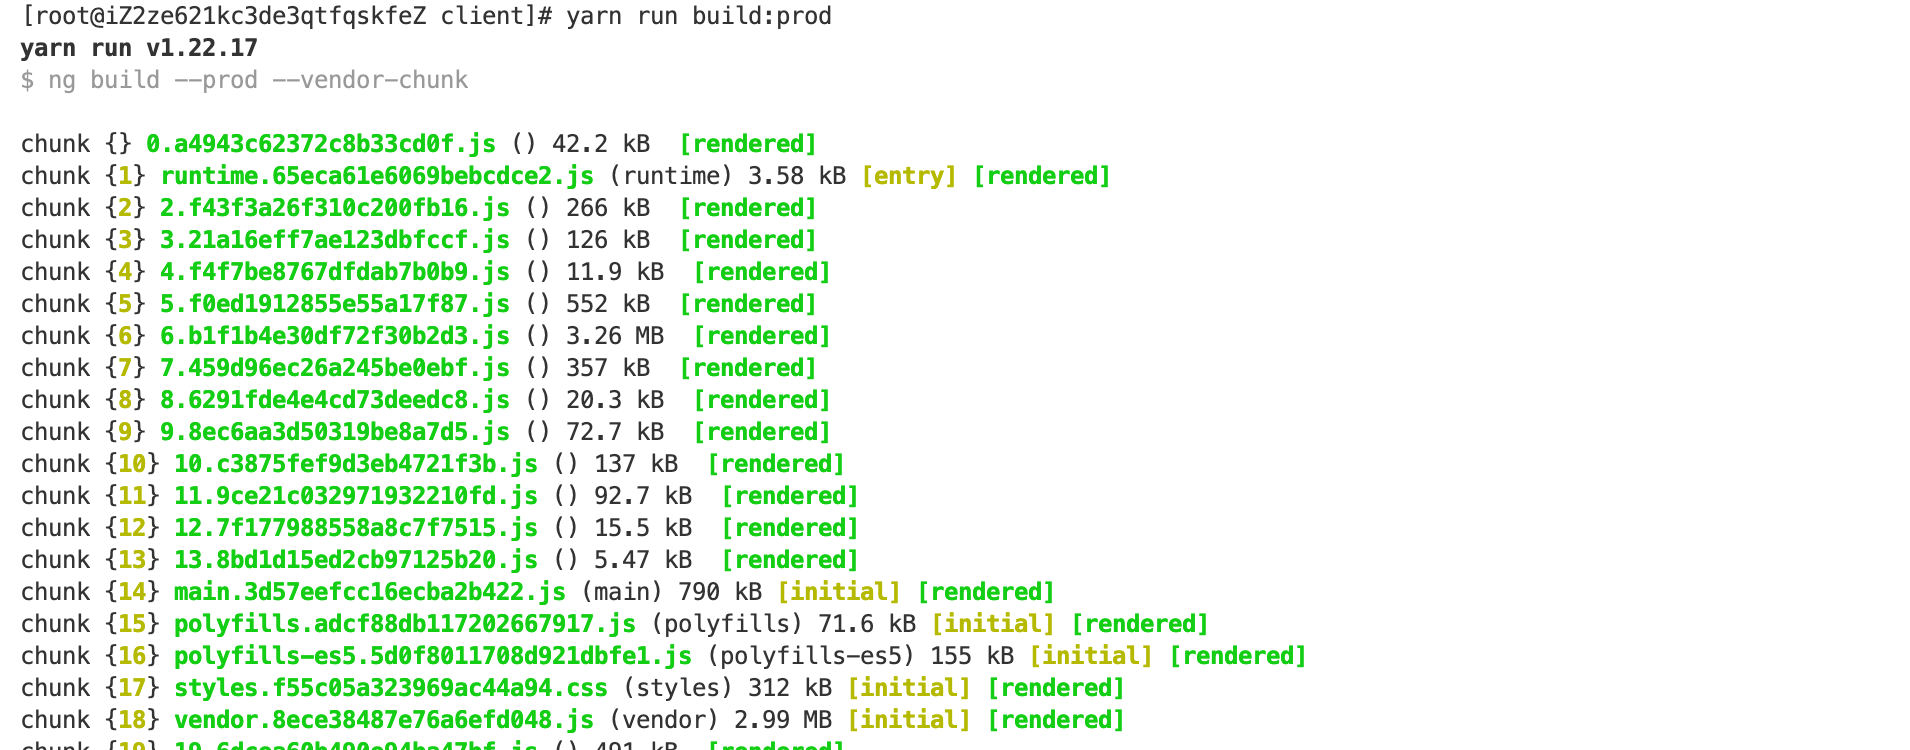 [root@iZ2ze621kc3de3qtfqskfeZ client]# yarn run build:prod
yarn run v1.22.17
$ ng build --prod --vendor-chunk
chunk {} 0.a4943c62372c8b33cd0f.js () 42.2 kB  [rendered]
chunk {1} runtime.65eca61e6069bebcdce2.js (runtime) 3.58 kB [entry] [rendered]
chunk {2} 2.f43f3a26f310c200fb16.js () 266 kB  [rendered]
chunk {3} 3.21a16eff7ae123dbfccf.js () 126 kB  [rendered]
chunk {4} 4.f4f7be8767dfdab7b0b9.js () 11.9 kB  [rendered]
chunk {5} 5.f0ed1912855e55a17f87.js () 552 kB  [rendered]
chunk {6} 6.b1f1b4e30df72f30b2d3.js () 3.26 MB  [rendered]
chunk {7} 7.459d96ec26a245be0ebf.js () 357 kB  [rendered]
chunk {8} 8.6291fde4e4cd73deedc8.js () 20.3 kB  [rendered]
chunk {9} 9.8ec6aa3d50319be8a7d5.js () 72.7 kB  [rendered]
chunk {10} 10.c3875fef9d3eb4721f3b.js () 137 kB  [rendered]
chunk {11} 11.9ce21c032971932210fd.js () 92.7 kB  [rendered]
chunk {12} 12.7f177988558a8c7f7515.js () 15.5 kB  [rendered]
chunk {13} 13.8bd1d15ed2cb97125b20.js () 5.47 kB  [rendered]
chunk {14} main.3d57eefcc16ecba2b422.js (main) 790 kB [initial] [rendered]
chunk {15} polyfills.adcf88db117202667917.js (polyfills) 71.6 kB [initial] [rendered]
chunk {16} polyfills-es5.5d0f8011708d921dbfe1.js (polyfills-es5) 155 kB [initial] [rendered]
chunk {17} styles.f55c05a323969ac44a94.css (styles) 312 kB [initial] [rendered]
chunk {18} vendor.8ece38487e76a6efd048.js (vendor) 2.99 MB [initial] [rendered]
chunk {19} () kB [rendered]